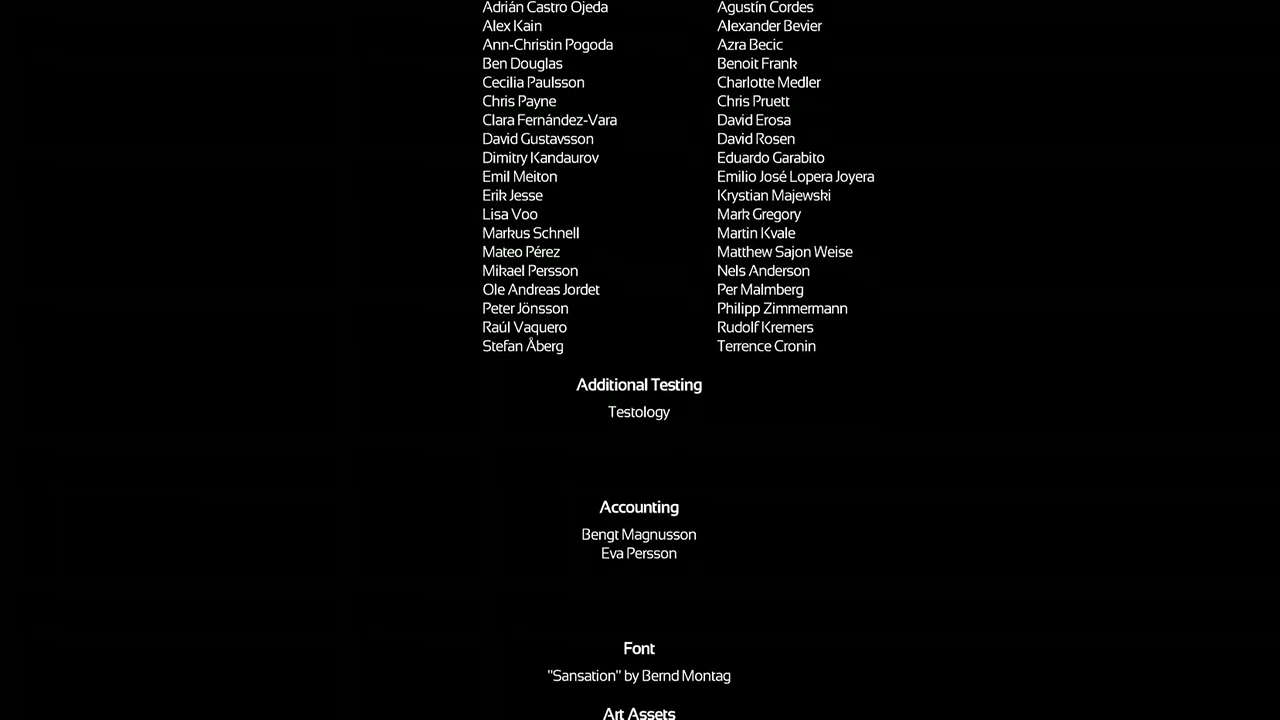 Adrián Castro Ojeda Agustín Cordes
Alex Kain Alexander Bevier
Ann-Christin Pogoda Azra Becic
Ben Douglas Benoit Frank
Cecilia Paulsson Charlotte Medler
Chris Payne Chris Pruett
Clara Fernández-Vara David Erosa
David Gustavsson David Rosen
Dimitry Kandaurov Eduardo Garabito
Emil Meiton Emilio José Lopera Joyera
Erik Jesse Krystian Majewski
Lisa Voo Mark Gregory
Markus Schnell Martin Kvale
Mateo Pérez Matthew Sajon Weise
Mikael Persson Nels Anderson
Ole Andreas Jordet Per Malmberg
Peter Jönsson Philipp Zimmermann
Raúl Vaquero Rudolf Kremers
Stefan Åberg Terrence Cronin
Additional Testing
Testology
Accounting
Bengt Magnusson
Eva Persson
Font
"Sansation" by Bernd Montag
Art Assets